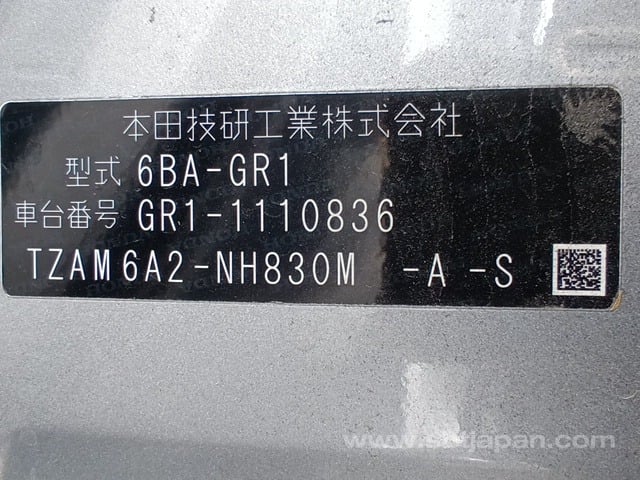 本田技研工業株式会社
型式 6BA-GR1
車台番号 GR1-1110836
TZAM6A2-NH830M -A -S
www.sbtjapan.com